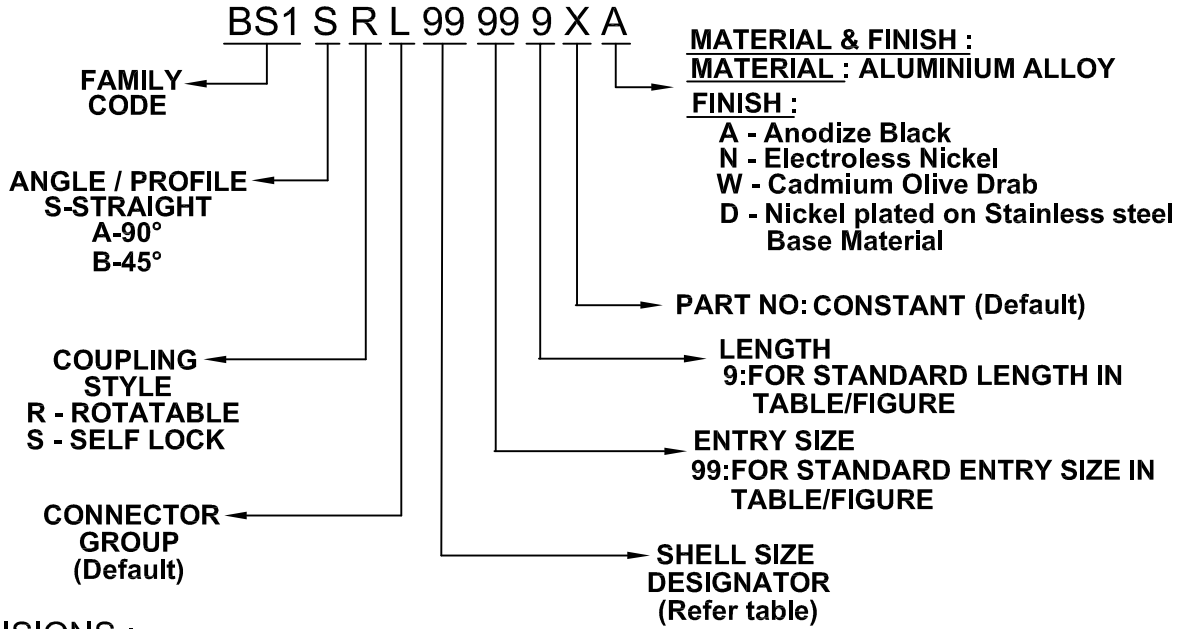 BS1 S R L 99 99 9 X A
FAMILY
CODE
ANGLE / PROFILE
S-STRAIGHT
A-90°
B-45°
COUPLING
STYLE
R - ROTATABLE
S - SELF LOCK
CONNECTOR
GROUP
(Default)
MATERIAL & FINISH :
MATERIAL : ALUMINIUM ALLOY
FINISH :
A - Anodize Black
N - Electroless Nickel
W - Cadmium Olive Drab
D - Nickel plated on Stainless steel
Base Material
PART NO: CONSTANT (Default)
LENGTH
9:FOR STANDARD LENGTH IN
TABLE/FIGURE
ENTRY SIZE
99:FOR STANDARD ENTRY SIZE IN
TABLE/FIGURE
SHELL SIZE
DESIGNATOR
(Refer table)